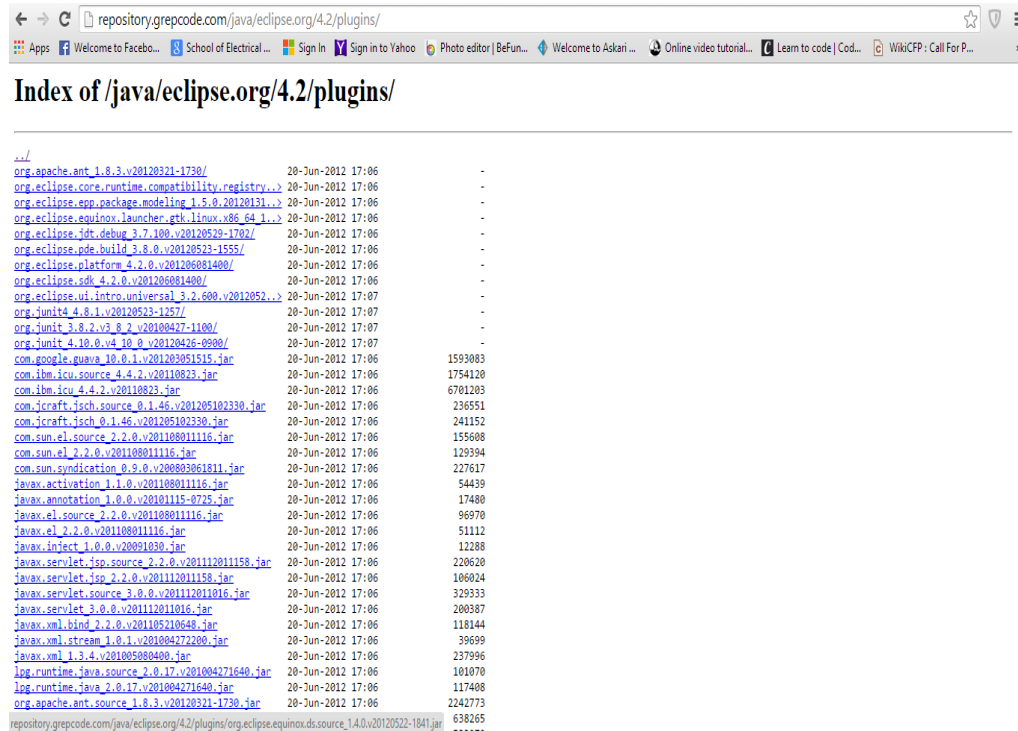 repository.grepcode.com/java/eclipse.org/4.2/plugins/
Apps Welcome to Facebo... School of Electrical ... Sign In Sign in to Yahoo Photo editor | BeFun... Welcome to Askari ... Online video tutorial... Learn to code | Cod... WikiCFP : Call For P...
Index of /java/eclipse.org/4.2/plugins/
../
org.apache.ant_1.8.3.v20120321-1730/ 20-Jun-2012 17:06 -
org.eclipse.core.runtime.compatibility.registry..> 20-Jun-2012 17:06 -
org.eclipse.epp.package.modeling_1.5.0.20120131..> 20-Jun-2012 17:06 -
org.eclipse.equinox.launcher.gtk.linux.x86_64_1..> 20-Jun-2012 17:06 -
org.eclipse.jdt.debug_3.7.100.v20120529-1702/ 20-Jun-2012 17:06 -
org.eclipse.pde.build_3.8.0.v20120523-1555/ 20-Jun-2012 17:06 -
org.eclipse.platform_4.2.0.v201206081400/ 20-Jun-2012 17:06 -
org.eclipse.sdk_4.2.0.v201206081400/ 20-Jun-2012 17:06 -
org.eclipse.ui.intro.universal_3.2.600.v2012052..> 20-Jun-2012 17:07 -
org.junit4_4.8.1.v20120523-1257/ 20-Jun-2012 17:07 -
org.junit_3.8.2.v3_8_2_v20100427-1100/ 20-Jun-2012 17:07 -
org.junit_4.10.0.v4_10_0_v20120426-0900/ 20-Jun-2012 17:07 -
com.google.guava_10.0.1.v201203051515.jar 20-Jun-2012 17:06 1593083
com.ibm.icu.source_4.4.2.v20110823.jar 20-Jun-2012 17:06 1754120
com.ibm.icu_4.4.2.v20110823.jar 20-Jun-2012 17:06 6701203
com.jcraft.jsch.source_0.1.46.v201205102330.jar 20-Jun-2012 17:06 236551
com.jcraft.jsch_0.1.46.v201205102330.jar 20-Jun-2012 17:06 241152
com.sun.el.source_2.2.0.v201108011116.jar 20-Jun-2012 17:06 155608
com.sun.el_2.2.0.v201108011116.jar 20-Jun-2012 17:06 129394
com.sun.syndication_0.9.0.v200803061811.jar 20-Jun-2012 17:06 227617
javax.activation_1.1.0.v201108011116.jar 20-Jun-2012 17:06 54439
javax.annotation_1.0.0.v20101115-0725.jar 20-Jun-2012 17:06 17480
javax.el.source_2.2.0.v201108011116.jar 20-Jun-2012 17:06 96970
javax.el_2.2.0.v201108011116.jar 20-Jun-2012 17:06 51112
javax.inject_1.0.0.v20091030.jar 20-Jun-2012 17:06 12288
javax.servlet.jsp.source_2.2.0.v201112011158.jar 20-Jun-2012 17:06 220620
javax.servlet.jsp_2.2.0.v201112011158.jar 20-Jun-2012 17:06 106024
javax.servlet.source_3.0.0.v201112011016.jar 20-Jun-2012 17:06 329333
javax.servlet_3.0.0.v201112011016.jar 20-Jun-2012 17:06 200387
javax.xml.bind_2.2.0.v201105210648.jar 20-Jun-2012 17:06 118144
javax.xml.stream_1.0.1.v201004272200.jar 20-Jun-2012 17:06 39699
javax.xml_1.3.4.v201005080400.jar 20-Jun-2012 17:06 237996
lpg.runtime.java.source_2.0.17.v201004271640.jar 20-Jun-2012 17:06 101070
lpg.runtime.java_2.0.17.v201004271640.jar 20-Jun-2012 17:06 117408
org.apache.ant.source_1.8.3.v20120321-1730.jar 20-Jun-2012 17:06 2242773
638265
repository.grepcode.com/java/eclipse.org/4.2/plugins/org.eclipse.equinox.ds.source_1.4.0.v20120522-1841.jar